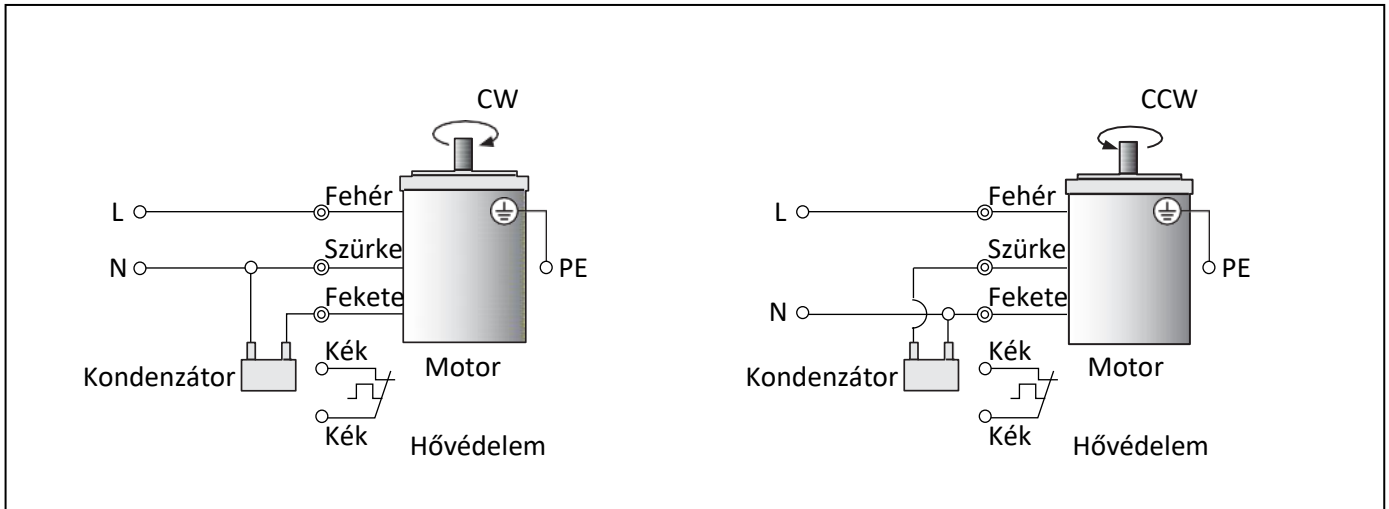 CW
Fehér
L
Szürke
N
PE
Fekete
Kék
Kondenzátor
Motor
Kék
Hővédelem
CCW
Fehér
L
Szürke
PE
Fekete
N
Kék
Kondenzátor
Motor
Kék
Hővédelem